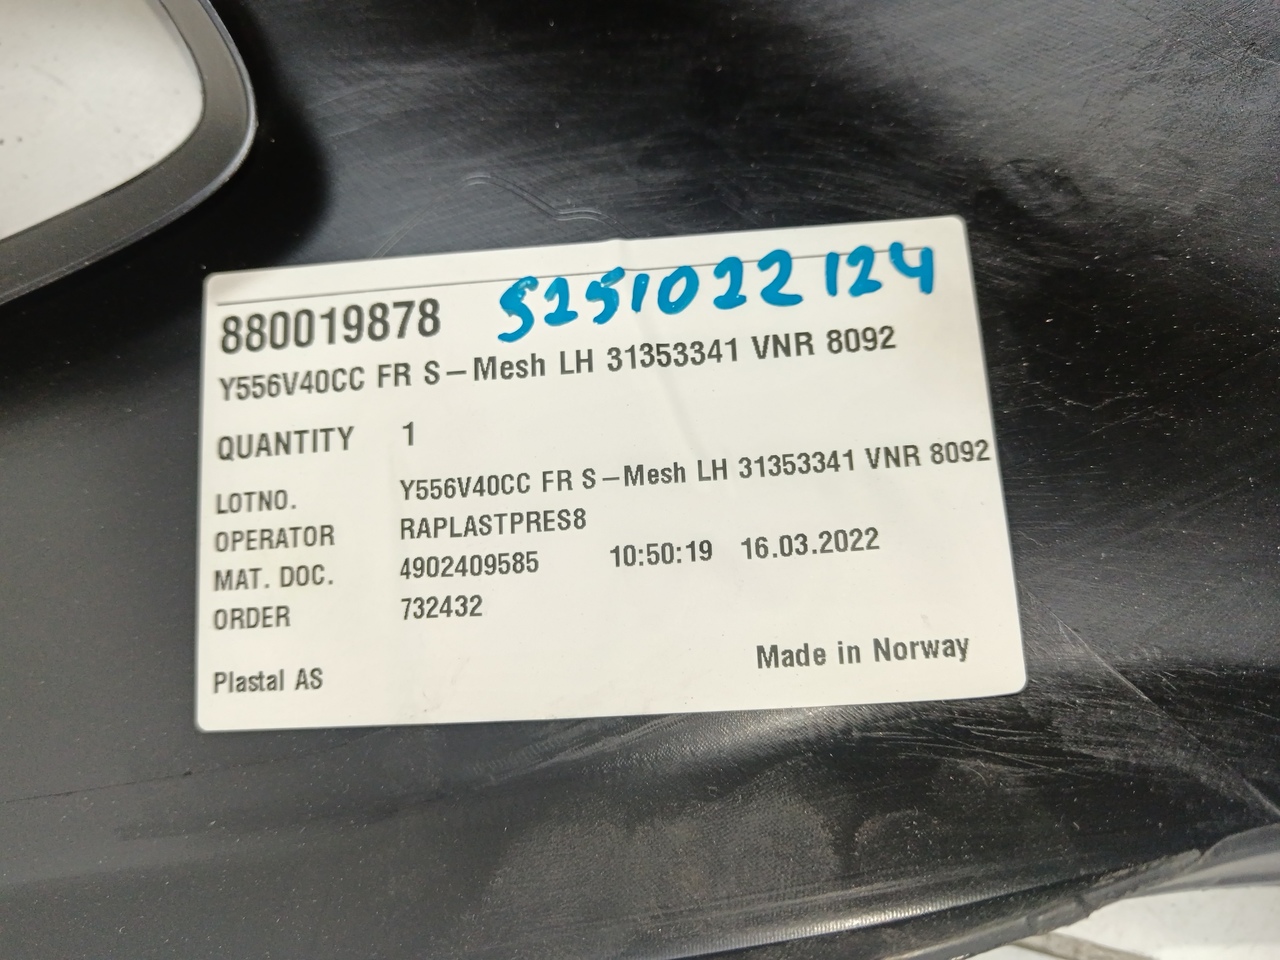 5251022124
880019878
Y556V40CC FR S-Mesh LH 31353341 VNR 8092
QUANTITY 1
LOTNO. Y556V40CC FR S-Mesh LH 31353341 VNR 8092
OPERATOR RAPLASTPRES8
MAT. DOC. 4902409585 10:50:19 16.03.2022
ORDER 732432
Plastal AS Made in Norway